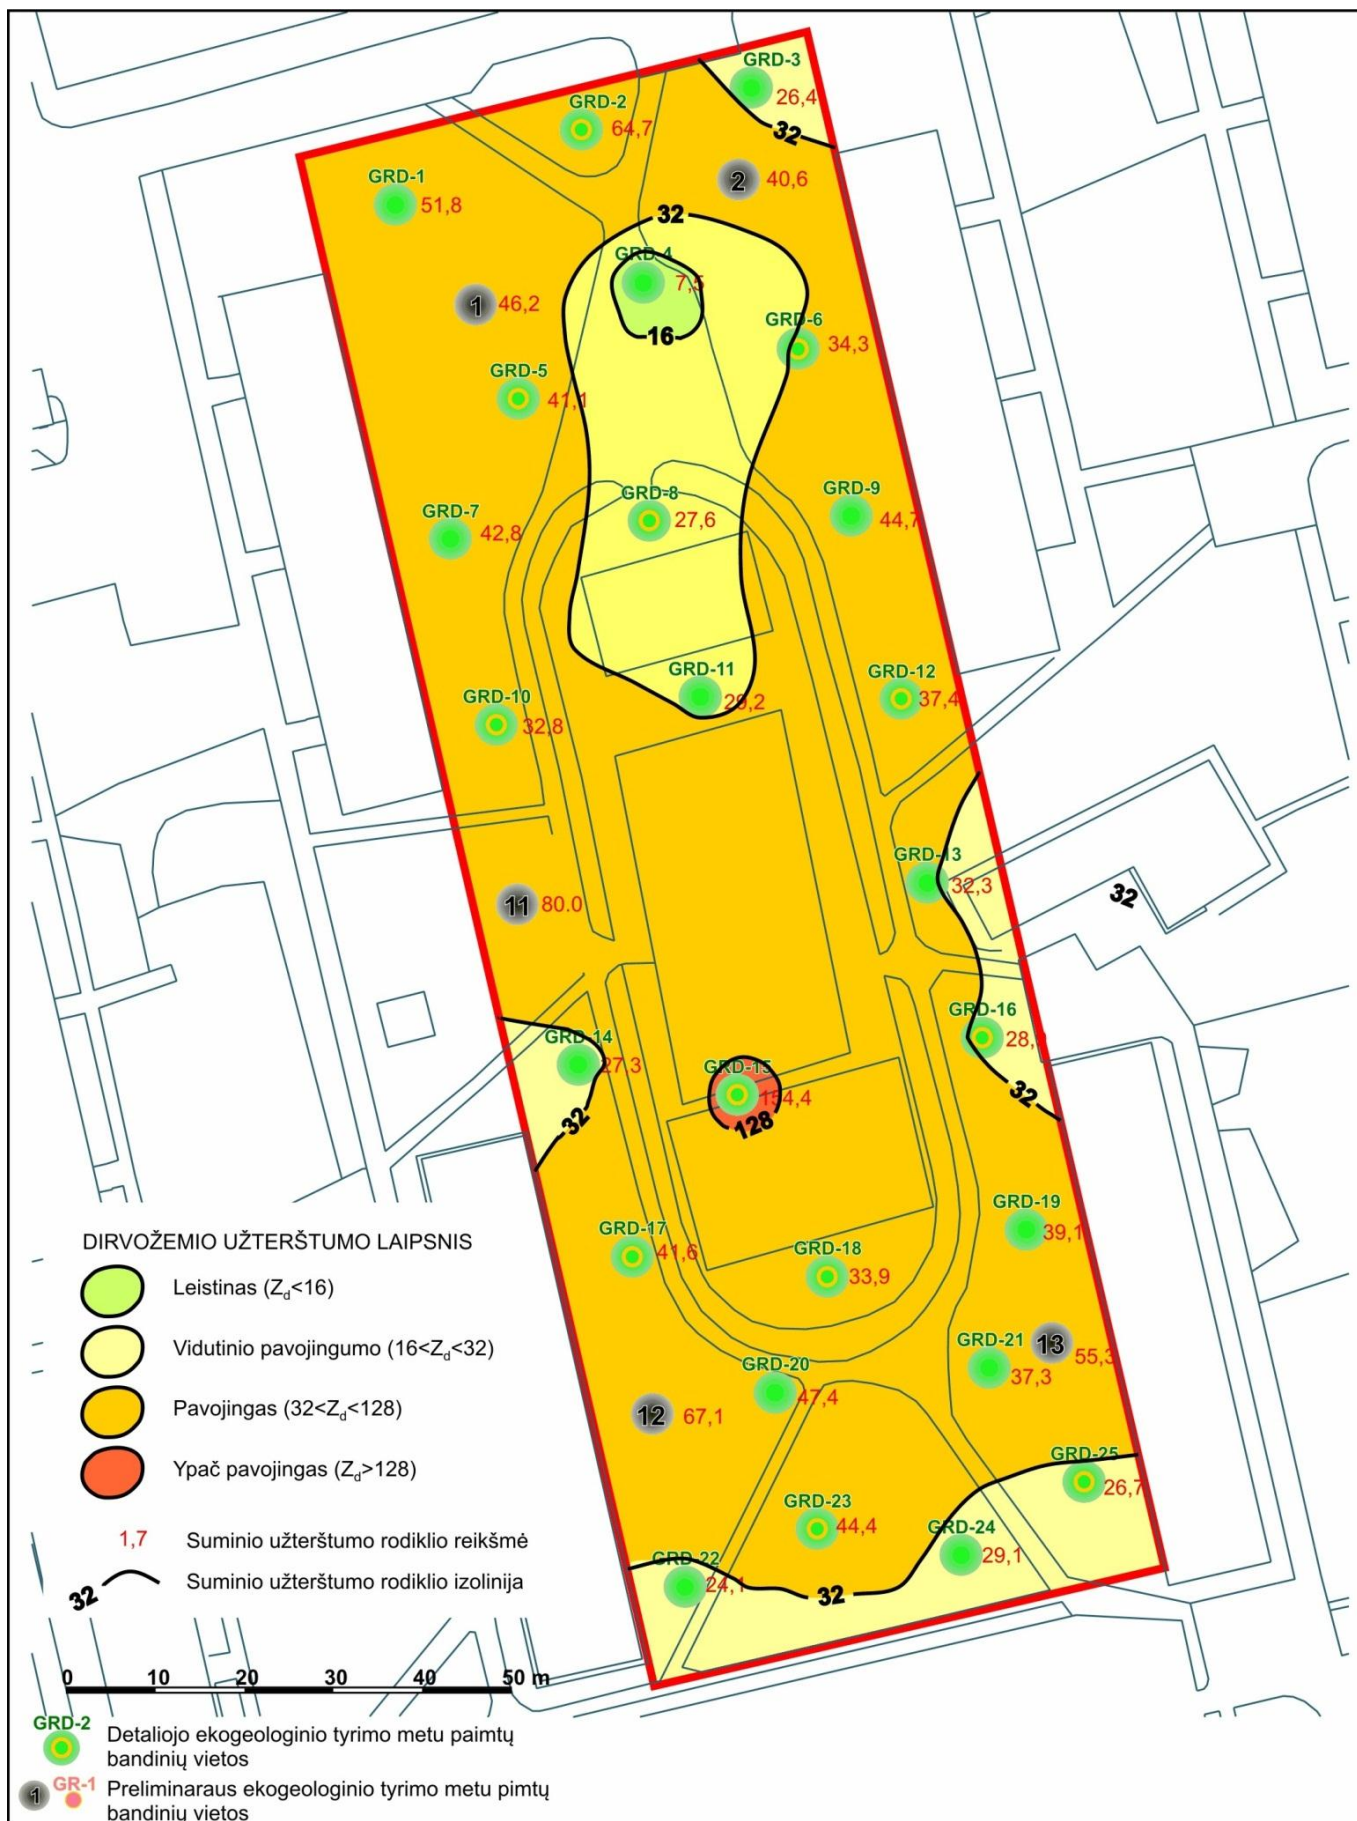 GRD-3
26,4
GRD-2
64,7
32
GRD-1
51,8
2
40,6
32
GRD-4
7,5
1
46,2
16
GRD-6
34,3
GRD-5
41,1
GRD-8
27,6
GRD-9
44,7
GRD-7
42,8
GRD-11
29,2
GRD-12
37,4
GRD-10
32,8
GRD-13
32,3
32
11
80.0
GRD-16
28,
GRD-14
27.3
GRD-15
154,4
32
32
128
GRD-19
39,1
GRD-17
41,6
GRD-18
33,9
DIRVOŽEMIO UŽTERŠTUMO LAIPSNIS
Leistinas (Zd<16)
Vidutinio pavojingumo (16<Zd<32)
Pavojingas (32<Zd<128)
Ypač pavojingas (Zd>128)
GRD-21
37,3
13
55,3
GRD-20
47,4
12
67,1
GRD-25
26,7
GRD-23
44,4
GRD-24
29,1
GRD-22
24,1
32
1,7 Suminio užterštumo rodiklio reikšmė
32 Suminio užterštumo rodiklio izolinija
0 10 20 30 40 50 m
GRD-2
Detaliojo ekogeologinio tyrimo metu paimtų
bandinių vietos
1 GR-1
Preliminaraus ekogeologinio tyrimo metu pimtų
bandinių vietos